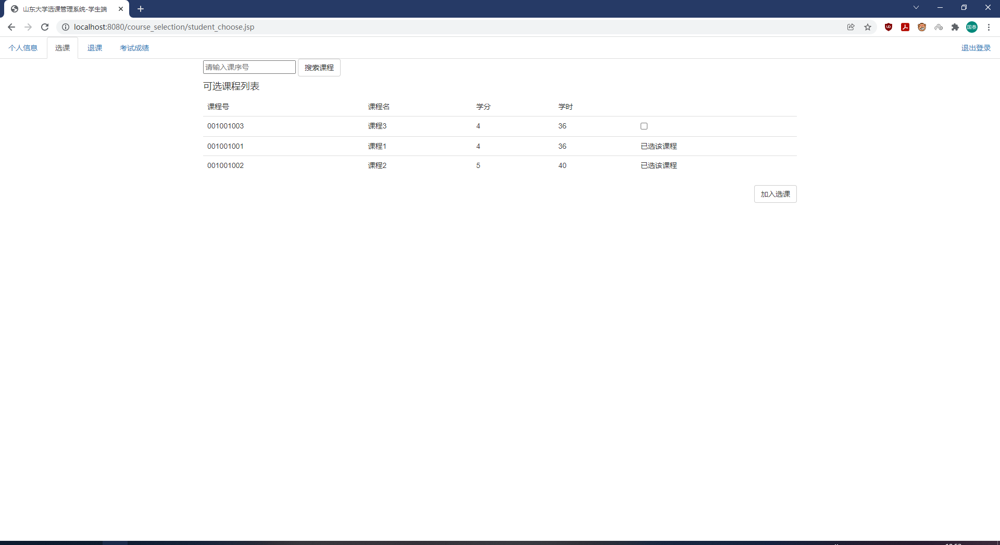 山东大学选课管理系统-学生端
localhost:8080/course_selection/student_choose.jsp
国泰
个人信息 选课 退课 考试成绩 退出登录
请输入课序号 搜索课程
可选课程列表
课程号 课程名 学分 学时
001001003 课程3 4 36
001001001 课程1 4 36 已选该课程
001001002 课程2 5 40 已选该课程
加入选课